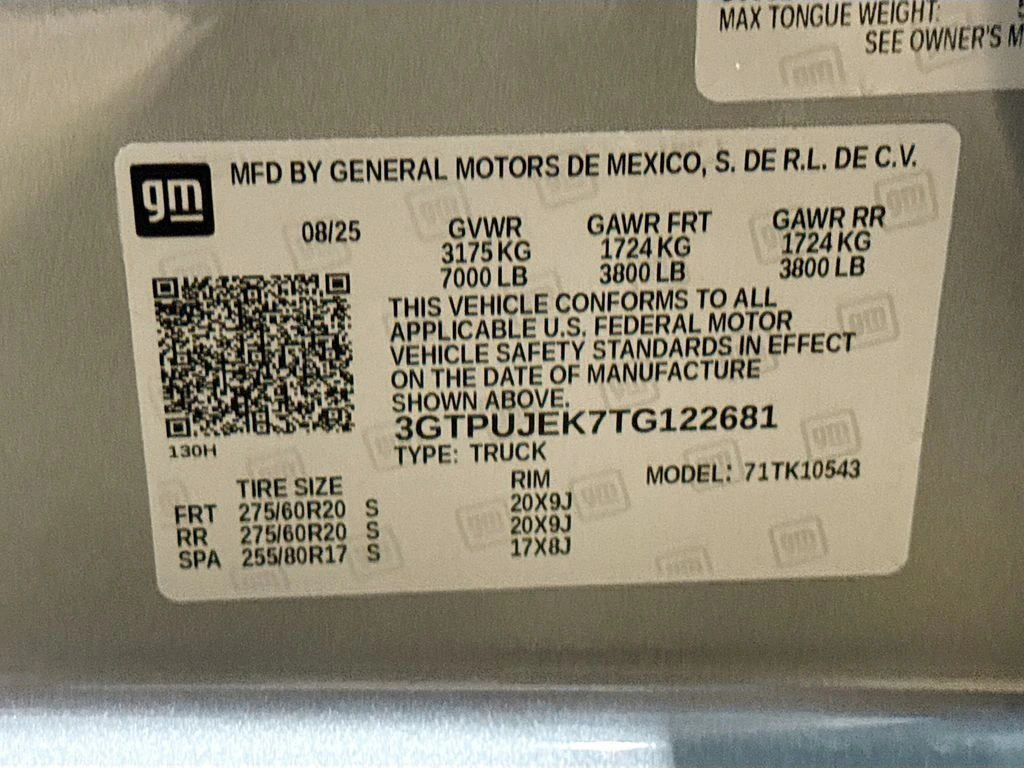 MAX TONGUE WEIGHT:
SEE OWNER'S M
gm
MFD BY GENERAL MOTORS DE MEXICO, S. DE R.L. DE C.V.
08/25 GVWR GAWR FRT GAWR RR
3175 KG 1724 KG 1724 KG
7000 LB 3800 LB 3800 LB
THIS VEHICLE CONFORMS TO ALL
APPLICABLE U.S. FEDERAL MOTOR
VEHICLE SAFETY STANDARDS IN EFFECT
ON THE DATE OF MANUFACTURE
SHOWN ABOVE.
3GTPUJEK7TG122681
130H
TYPE: TRUCK
TIRE SIZE RIM MODEL: 71TK10543
FRT 275/60R20 S 20X9J
RR 275/60R20 S 20X9J
SPA 255/80R17 S 17X8J